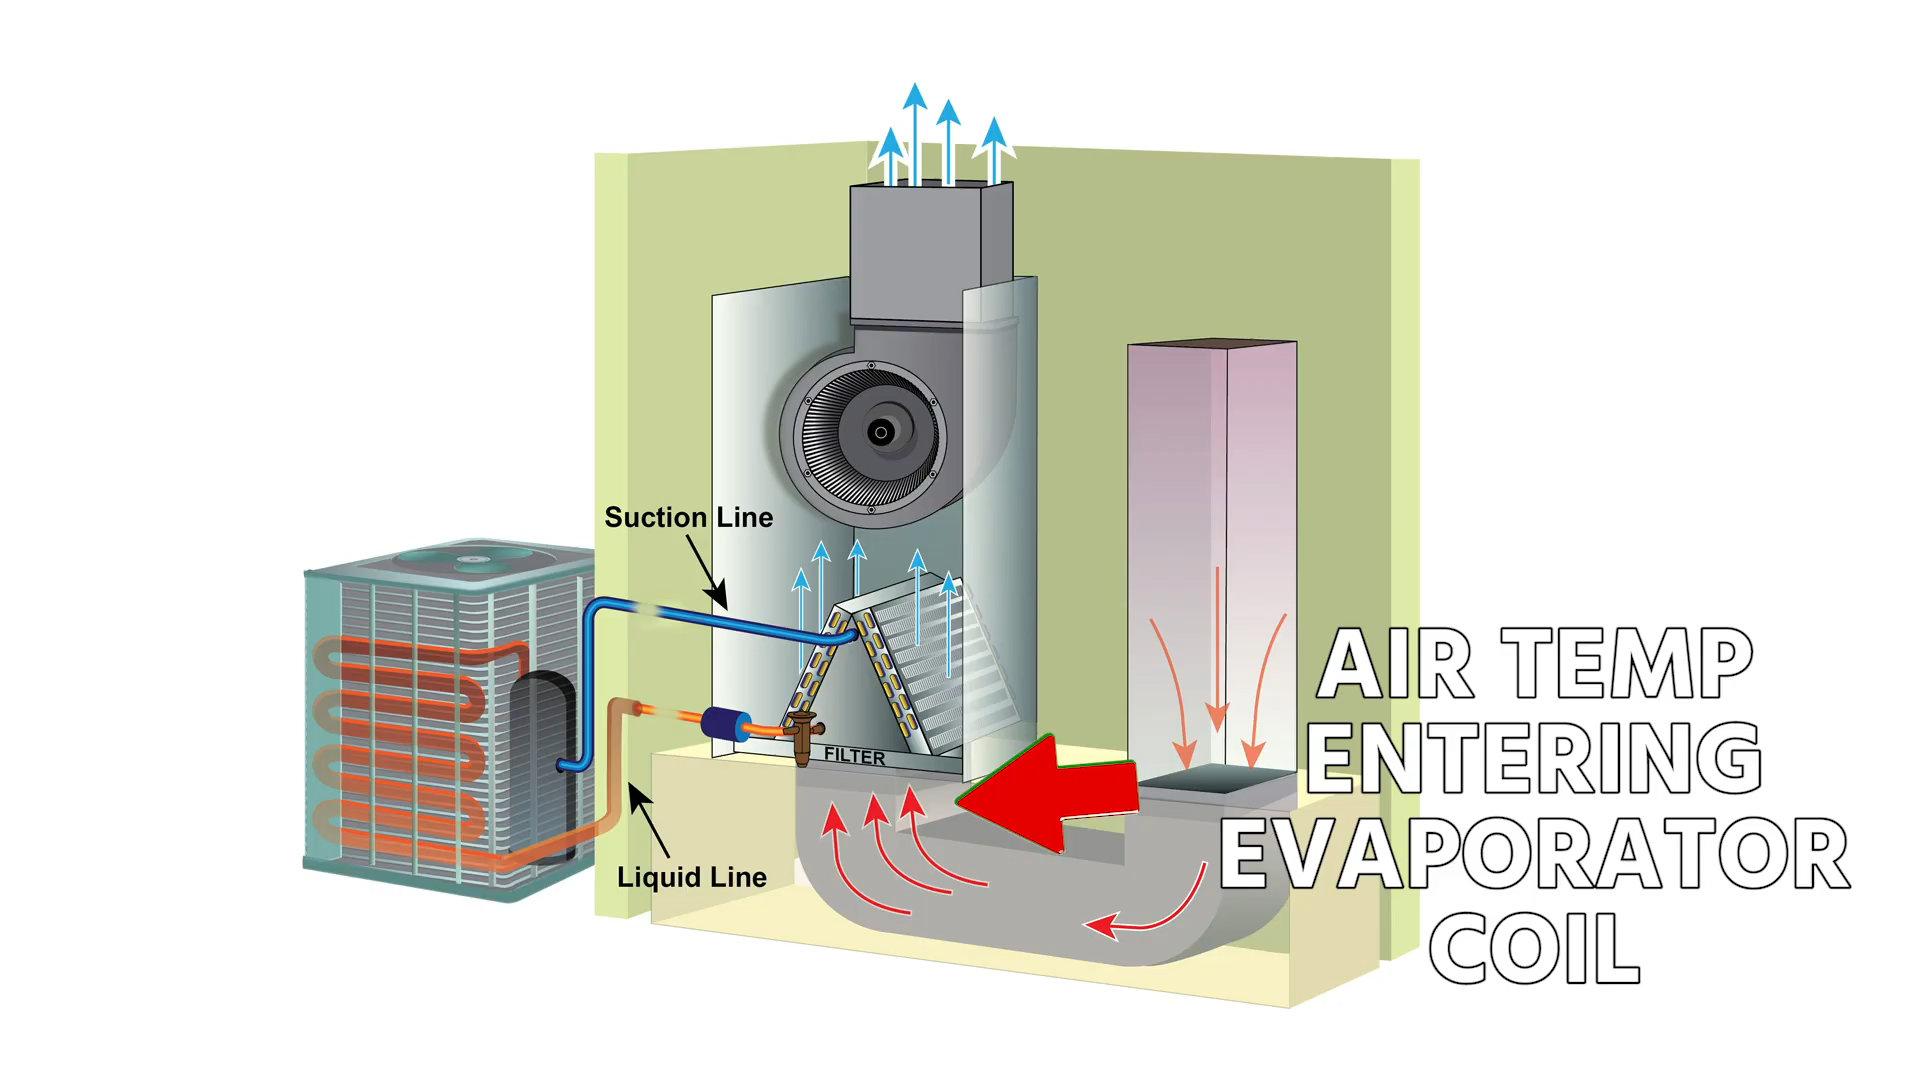 Suction Line
FILTER
Liquid Line
AIR TEMP
ENTERING
EVAPORATOR
COIL